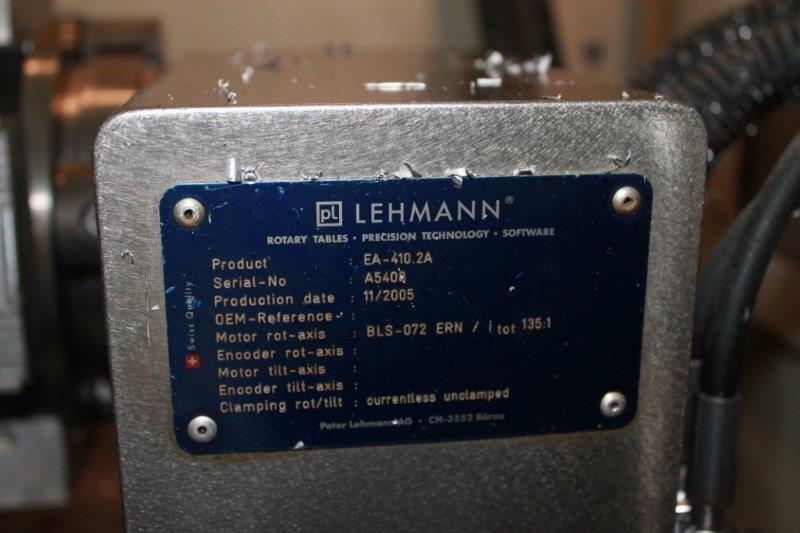 pl LEHMANN®
ROTARY TABLES • PRECISION TECHNOLOGY • SOFTWARE
Product : EA-410.2A
Serial-No :
Production date : 11/2005
OEM-Reference :
Motor rot-axis : BLS-072 ERN / i tot 135:1
Encoder rot-axis :
Motor tilt-axis :
Encoder tilt-axis :
Clamping rot/tilt : currentless unclamped
Peter Lehmann AG • CH-3552 Bärau
Swiss Quality